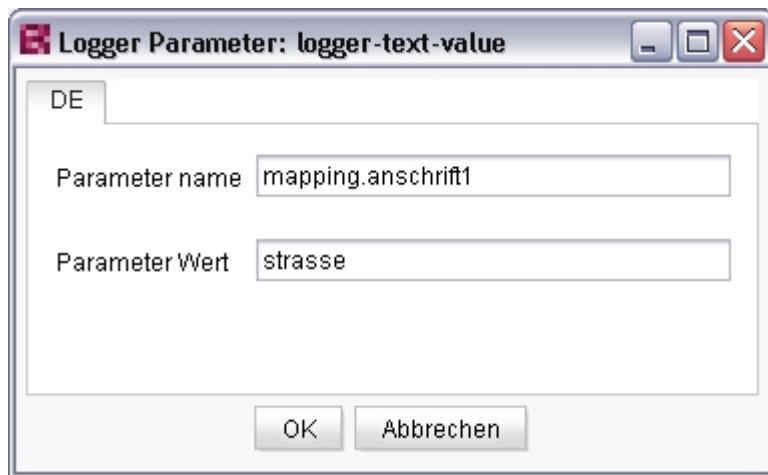 Logger Parameter: logger-text-value
DE
Parameter name mapping.anschrift1
Parameter Wert strasse
OK Abbrechen